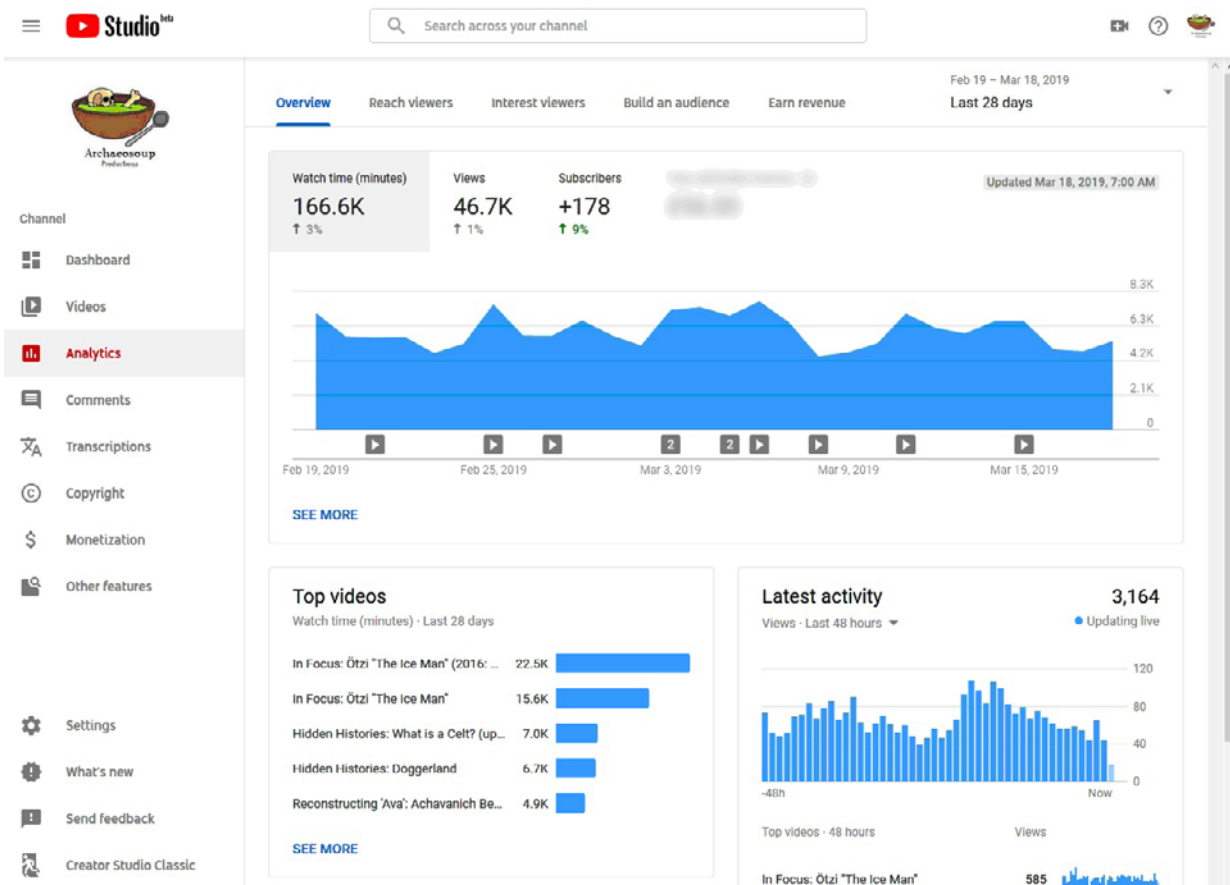 Studio beta
Search across your channel
Archaeosoup
Productions
Channel
Dashboard
Videos
Analytics
Comments
Transcriptions
Copyright
Monetization
Other features
Settings
What's new
Send feedback
Creator Studio Classic
Overview Reach viewers Interest viewers Build an audience Earn revenue
Feb 19 – Mar 18, 2019
Last 28 days
Watch time (minutes) Views Subscribers
166.6K 46.7K +178
↑ 3% ↑ 1% ↑ 9%
Updated Mar 18, 2019, 7:00 AM
8.3K
6.3K
4.2K
2.1K
0
2 2
Feb 19, 2019 Feb 25, 2019 Mar 3, 2019 Mar 9, 2019 Mar 15, 2019
SEE MORE
Top videos
Watch time (minutes) · Last 28 days
In Focus: Ötzi "The Ice Man" (2016: ... 22.5K
In Focus: Ötzi "The Ice Man" 15.6K
Hidden Histories: What is a Celt? (up... 7.0K
Hidden Histories: Doggerland 6.7K
Reconstructing 'Ava': Achavanich Be... 4.9K
SEE MORE
Latest activity 3,164
Views · Last 48 hours Updating live
120
80
40
0
-48h Now
Top videos · 48 hours Views
In Focus: Ötzi "The Ice Man" 585